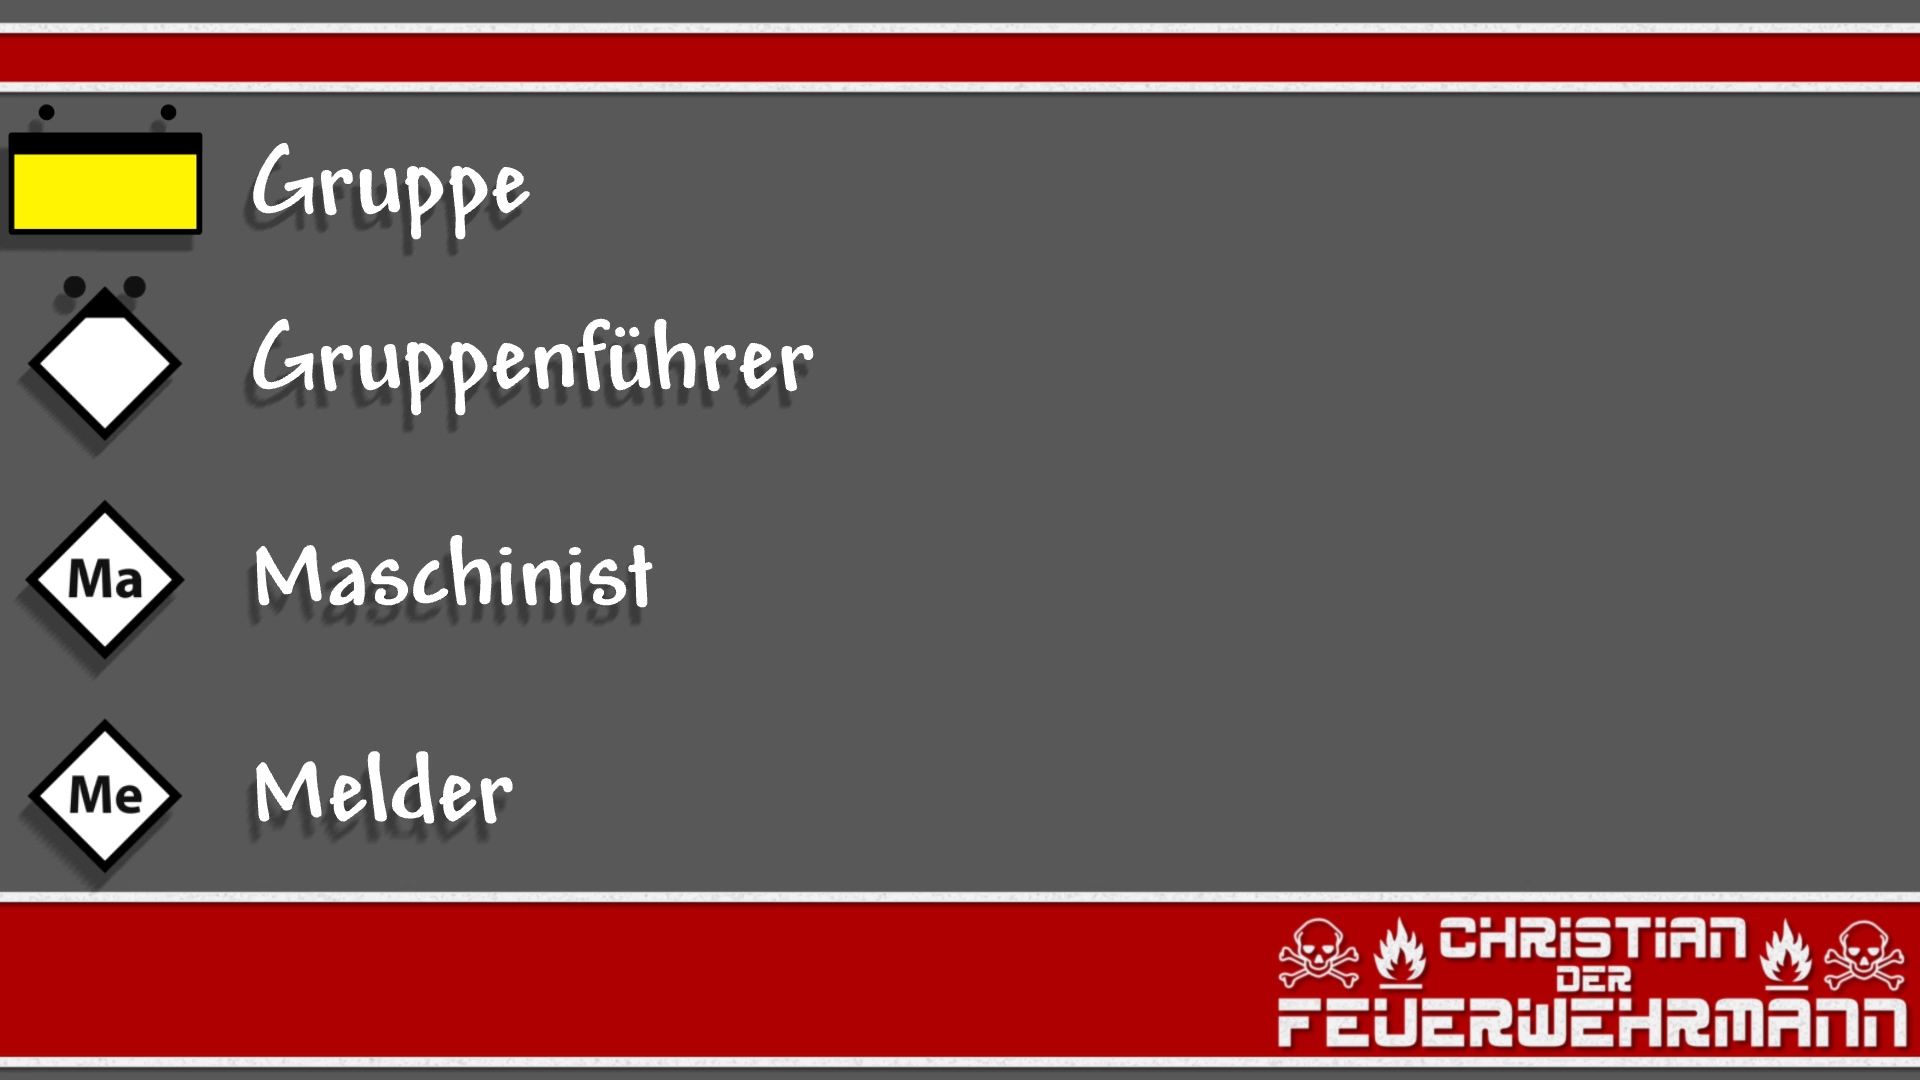 Gruppe
Gruppenführer
Ma Maschinist
Me Melder
CHRISTIAN
DER
FEUERWEHRMANN